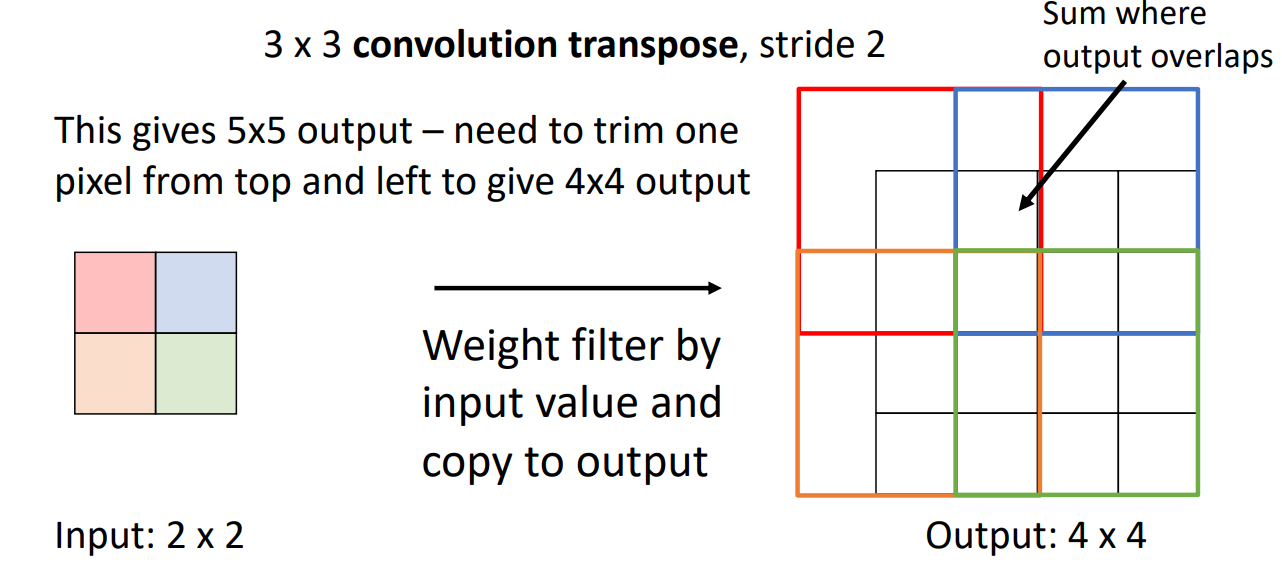 3 x 3 convolution transpose, stride 2
Sum where
output overlaps
This gives 5x5 output – need to trim one
pixel from top and left to give 4x4 output
Weight filter by
input value and
copy to output
Input: 2 x 2
Output: 4 x 4